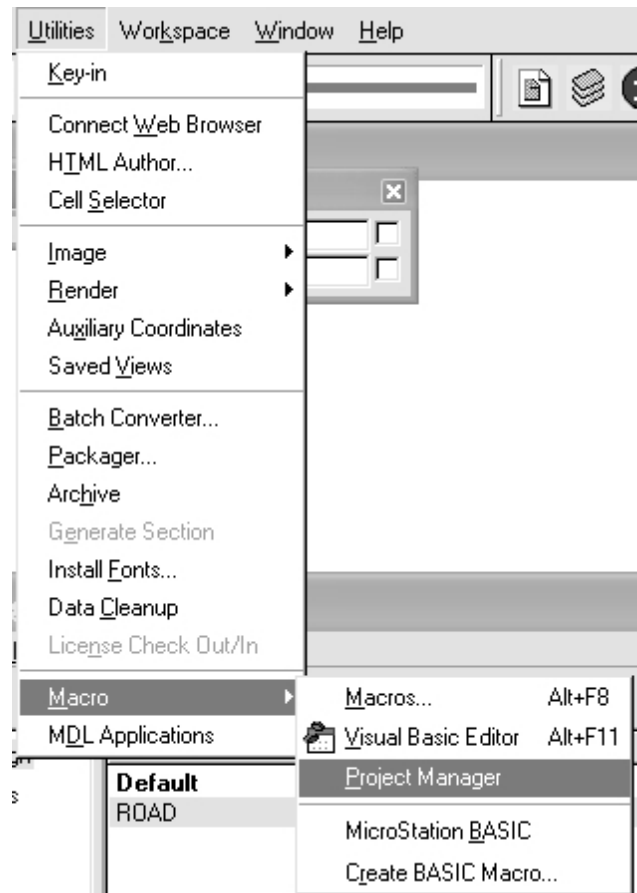 Utilities Workspace Window Help
Key-in
Connect Web Browser
HTML Author...
Cell Selector
Image
Render
Auxiliary Coordinates
Saved Views
Batch Converter...
Packager...
Archive
Generate Section
Install Fonts...
Data Cleanup
License Check Out/In
Macro
MDL Applications
Macros... Alt+F8
Visual Basic Editor Alt+F11
Project Manager
MicroStation BASIC
Create BASIC Macro...
Default
ROAD